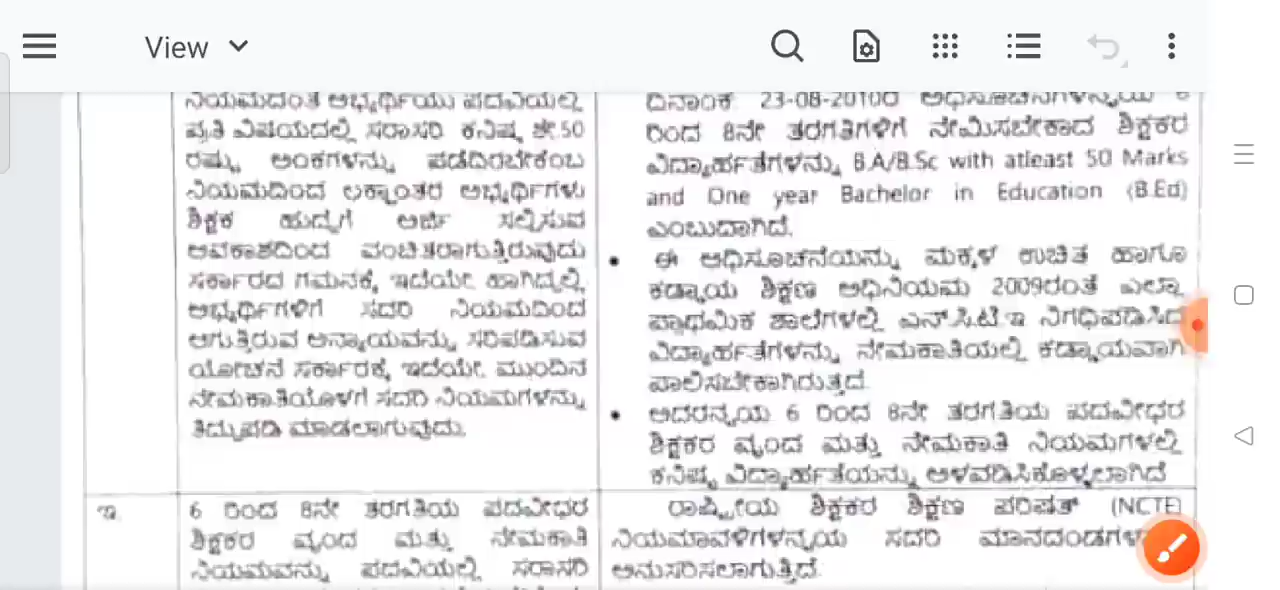 View
ನಿಯಮದಂತೆ ಅಭ್ಯರ್ಥಿಯು ಪದವಿಯಲ್ಲಿ
ಪ್ರತಿ ವಿಷಯದಲ್ಲಿ ಸರಾಸರಿ ಕನಿಷ್ಠ ಶೇ.50
ರಷ್ಟು ಅಂಕಗಳನ್ನು ಪಡೆದಿರಬೇಕೆಂಬ
ನಿಯಮದಿಂದ ಲಕ್ಷಾಂತರ ಅಭ್ಯರ್ಥಿಗಳು
ಶಿಕ್ಷಕ ಹುದ್ದೆಗೆ ಅರ್ಜಿ ಸಲ್ಲಿಸುವ
ಅವಕಾಶದಿಂದ ವಂಚಿತರಾಗುತ್ತಿರುವುದು
ಸರ್ಕಾರದ ಗಮನಕ್ಕೆ ಇದೆಯೇ, ಹಾಗಿದ್ದಲ್ಲಿ,
ಅಭ್ಯರ್ಥಿಗಳಿಗೆ ಸದರಿ ನಿಯಮದಿಂದ
ಆಗುತ್ತಿರುವ ಅನ್ಯಾಯವನ್ನು ಸರಿಪಡಿಸುವ
ಯೋಚನೆ ಸರ್ಕಾರಕ್ಕೆ ಇದೆಯೇ, ಮುಂದಿನ
ನೇಮಕಾತಿಯೊಳಗೆ ಸದರಿ ನಿಯಮಗಳನ್ನು
ತಿದ್ದುಪಡಿ ಮಾಡಲಾಗುವುದು.
ದಿನಾಂಕ: 23-08-2010ರ ಅಧಿಸೂಚನೆಗಳನ್ವಯ 6
ರಿಂದ 8ನೇ ತರಗತಿಗಳಿಗೆ ನೇಮಿಸಬೇಕಾದ ಶಿಕ್ಷಕರ
ವಿದ್ಯಾರ್ಹತೆಗಳನ್ನು B.A/B.Sc with atleast 50 Marks
and One year Bachelor in Education (B.Ed)
ಎಂಬುದಾಗಿದೆ.
• ಈ ಅಧಿಸೂಚನೆಯನ್ನು ಮಕ್ಕಳ ಉಚಿತ ಹಾಗೂ
ಕಡ್ಡಾಯ ಶಿಕ್ಷಣ ಅಧಿನಿಯಮ 2009ರಂತೆ ಎಲ್ಲಾ
ಪ್ರಾಥಮಿಕ ಶಾಲೆಗಳಲ್ಲಿ ಎನ್.ಸಿ.ಟಿ.ಇ ನಿಗಧಿಪಡಿಸಿದ
ವಿದ್ಯಾರ್ಹತೆಗಳನ್ನು ನೇಮಕಾತಿಯಲ್ಲಿ ಕಡ್ಡಾಯವಾಗಿ
ಪಾಲಿಸಬೇಕಾಗಿರುತ್ತದೆ.
• ಅದರನ್ವಯ 6 ರಿಂದ 8ನೇ ತರಗತಿಯ ಪದವೀಧರ
ಶಿಕ್ಷಕರ ವೃಂದ ಮತ್ತು ನೇಮಕಾತಿ ನಿಯಮಗಳಲ್ಲಿ
ಕನಿಷ್ಠ ವಿದ್ಯಾರ್ಹತೆಯನ್ನು ಅಳವಡಿಸಿಕೊಳ್ಳಲಾಗಿದೆ
ಇ.
6 ರಿಂದ 8ನೇ ತರಗತಿಯ ಪದವೀಧರ
ಶಿಕ್ಷಕರ ವೃಂದ ಮತ್ತು ನೇಮಕಾತಿ
ನಿಯಮವನ್ನು ಪದವಿಯಲ್ಲಿ ಸರಾಸರಿ
ರಾಷ್ಟ್ರೀಯ ಶಿಕ್ಷಕರ ಶಿಕ್ಷಣ ಪರಿಷತ್ (NCTE)
ನಿಯಮಾವಳಿಗಳನ್ವಯ ಸದರಿ
ಅನುಸರಿಸಲಾಗುತ್ತಿದೆ.